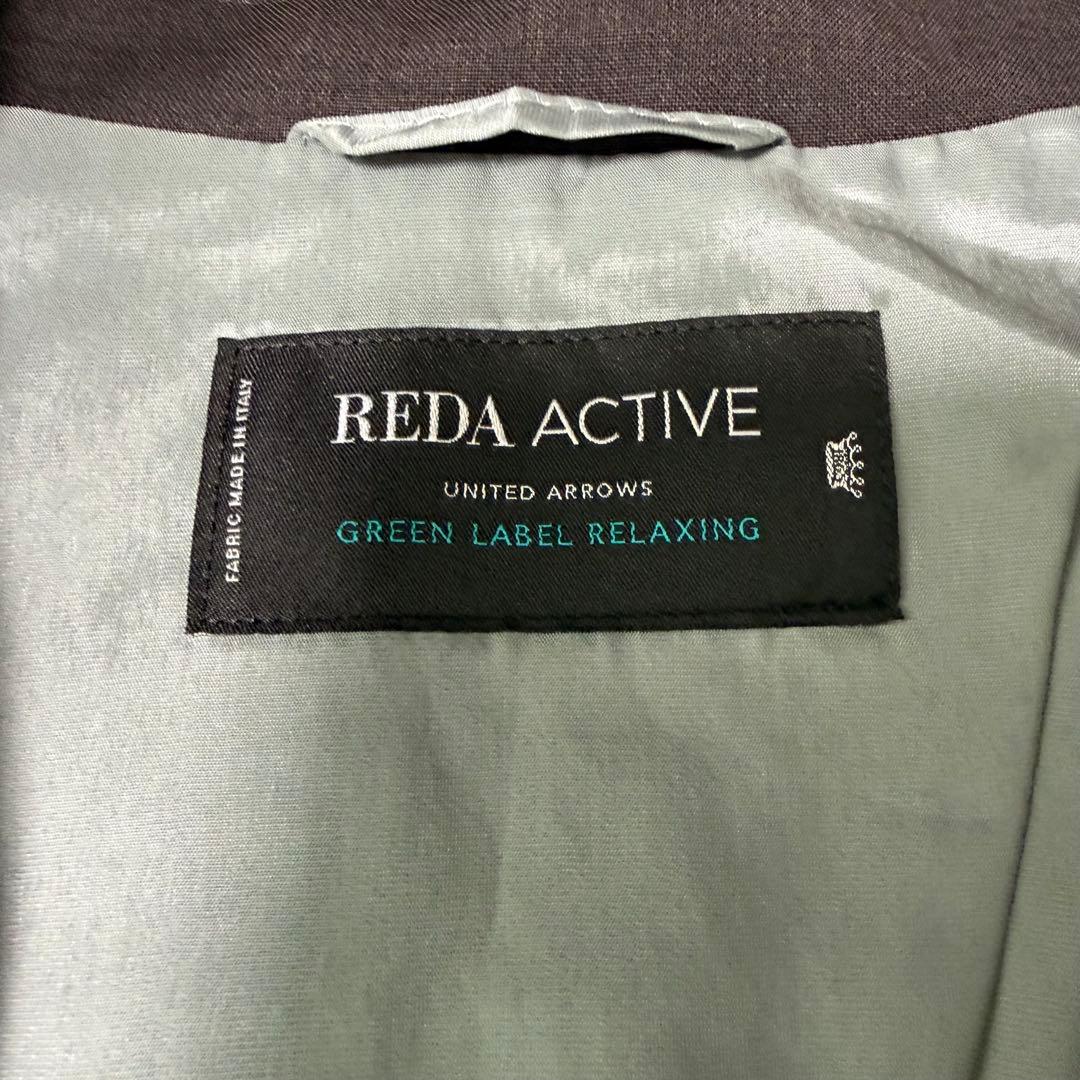 REDA ACTIVE
UNITED ARROWS
GREEN LABEL RELAXING
FABRIC MADE IN ITALY